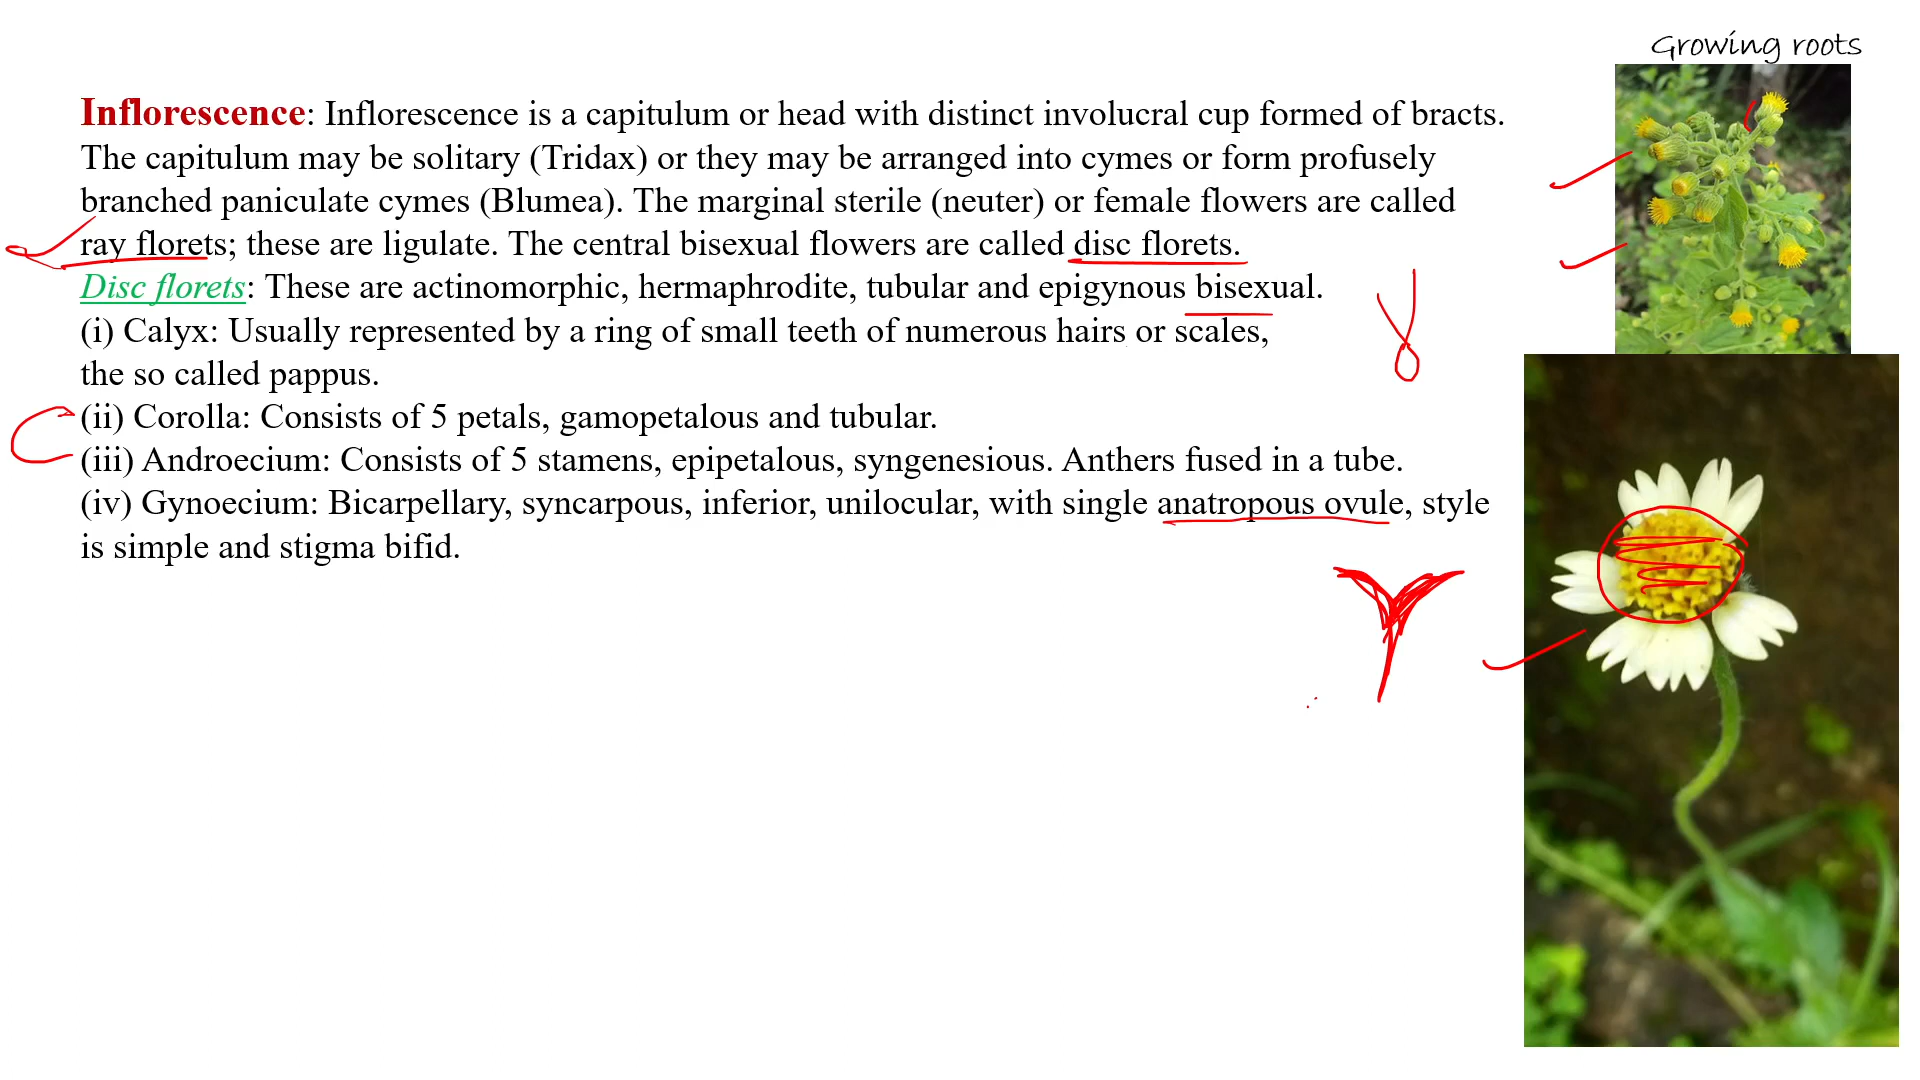 Growing roots
Inflorescence: Inflorescence is a capitulum or head with distinct involucral cup formed of bracts.
The capitulum may be solitary (Tridax) or they may be arranged into cymes or form profusely
branched paniculate cymes (Blumea). The marginal sterile (neuter) or female flowers are called
ray florets; these are ligulate. The central bisexual flowers are called disc florets.
Disc florets: These are actinomorphic, hermaphrodite, tubular and epigynous bisexual.
(i) Calyx: Usually represented by a ring of small teeth of numerous hairs or scales,
the so called pappus.
(ii) Corolla: Consists of 5 petals, gamopetalous and tubular.
(iii) Androecium: Consists of 5 stamens, epipetalous, syngenesious. Anthers fused in a tube.
(iv) Gynoecium: Bicarpellary, syncarpous, inferior, unilocular, with single anatropous ovule, style
is simple and stigma bifid.